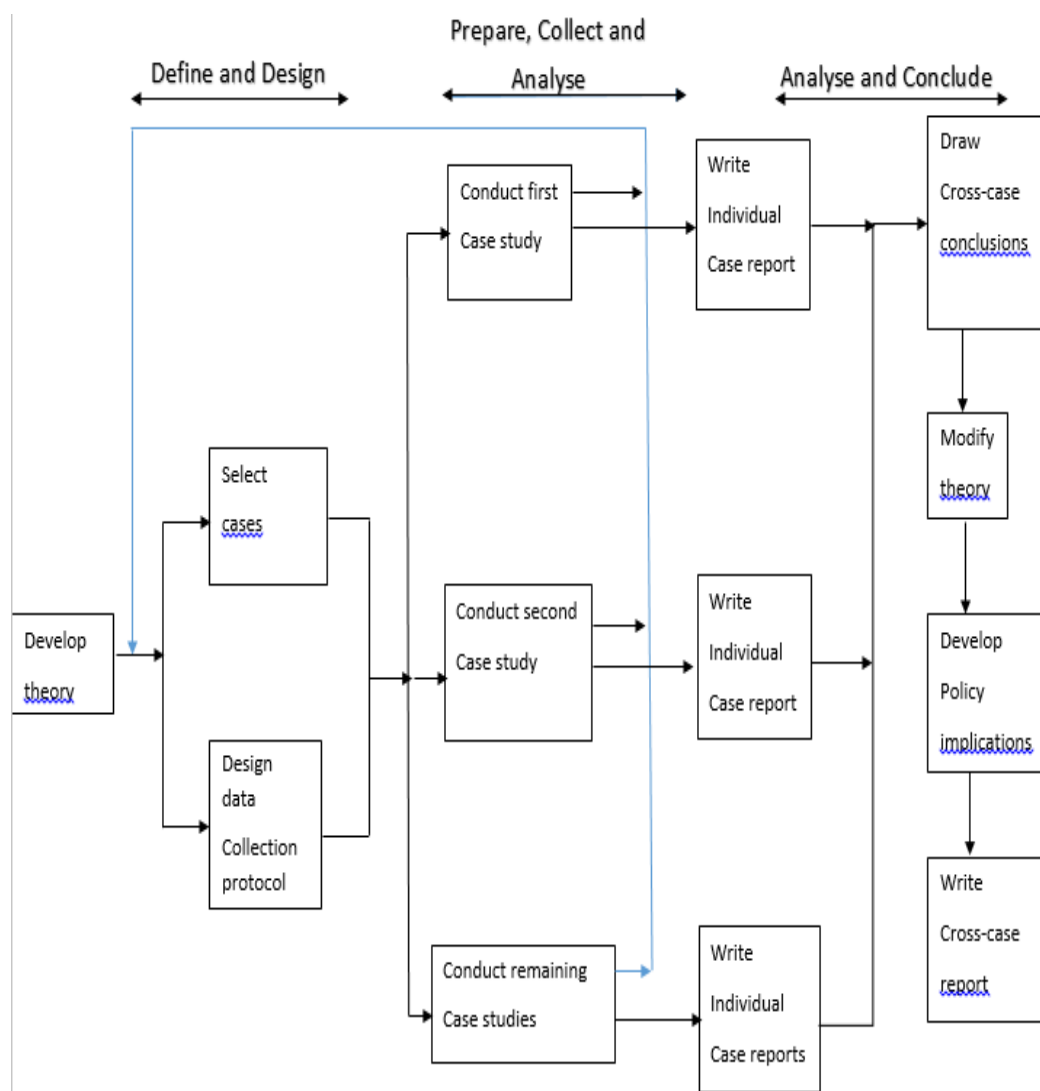 Prepare, Collect and
Analyse
Define and Design
Analyse and Conclude
Develop
theory
Select
cases
Design
data
Collection
protocol
Conduct first
Case study
Write
Individual
Case report
Conduct second
Case study
Write
Individual
Case report
Conduct remaining
Case studies
Write
Individual
Case reports
Draw
Cross-case
conclusions
Modify
theory
Develop
Policy
implications
Write
Cross-case
report